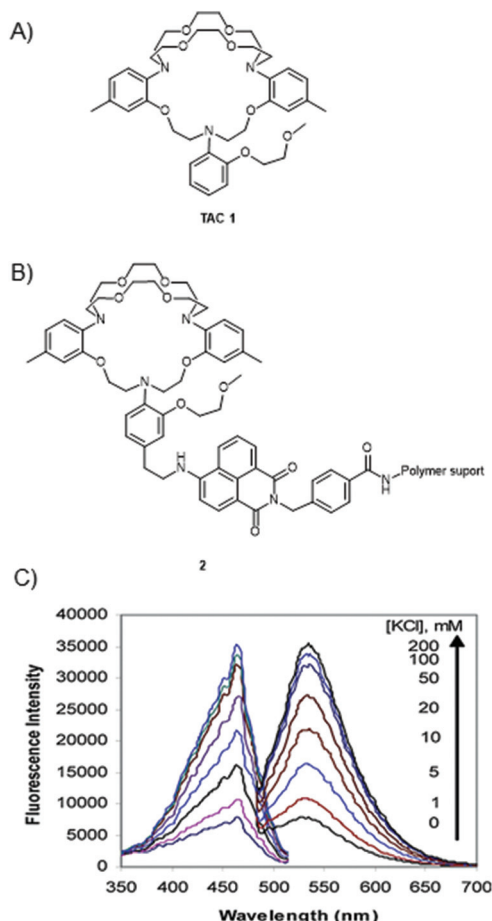 A)
N
N
O
O
O
O
O
O
N
O
O
TAC 1
B)
O
O
O
O
N
N
O
O
N
O
O
H
N
O
N
O
O
N
H
Polymer suport
2
C)
40000
35000
30000
25000
20000
15000
10000
5000
0
Fluorescence Intensity
[KCl], mM
200
100
50
20
10
5
1
0
350 400 450 500 550 600 650 700
Wavelength (nm)